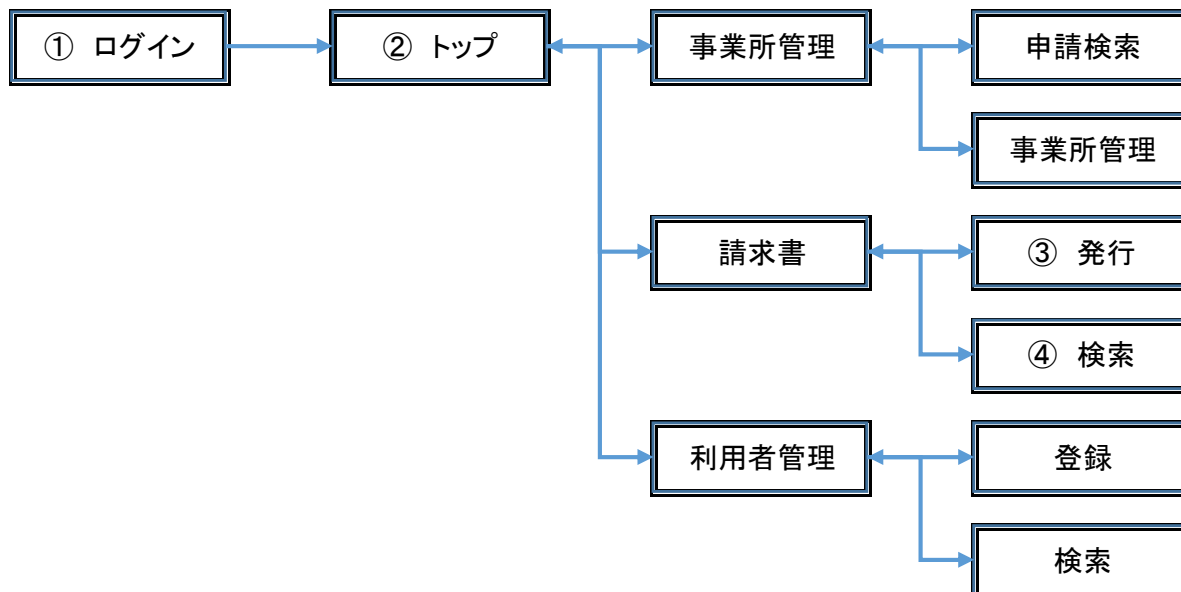 ① ログイン
② トップ
事業所管理
申請検索
事業所管理
請求書
③ 発行
④ 検索
利用者管理
登録
検索